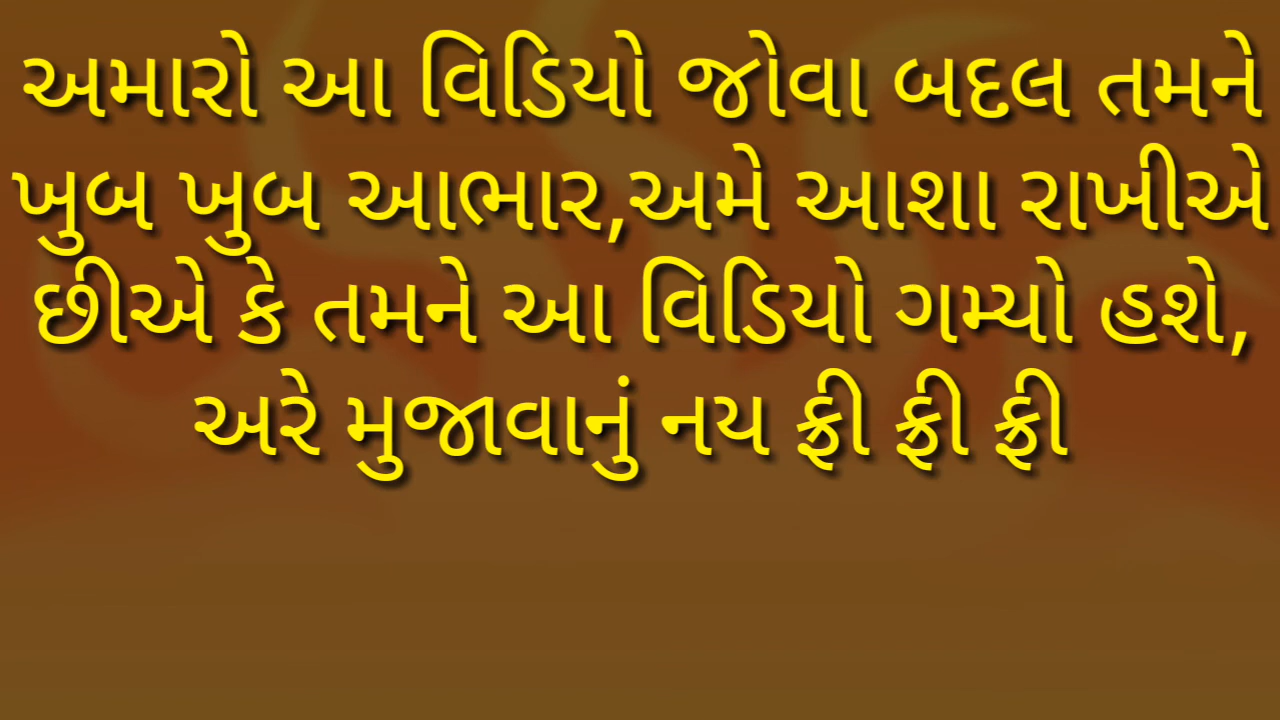 અમારો આ વિડિયો જોવા બદલ તમને
ખુબ ખુબ આભાર,અમે આશા રાખીએ
છીએ કે તમને આ વિડિયો ગમ્યો હશે,
અરે મુજાવાનું નય ફ્રી ફ્રી ફ્રી